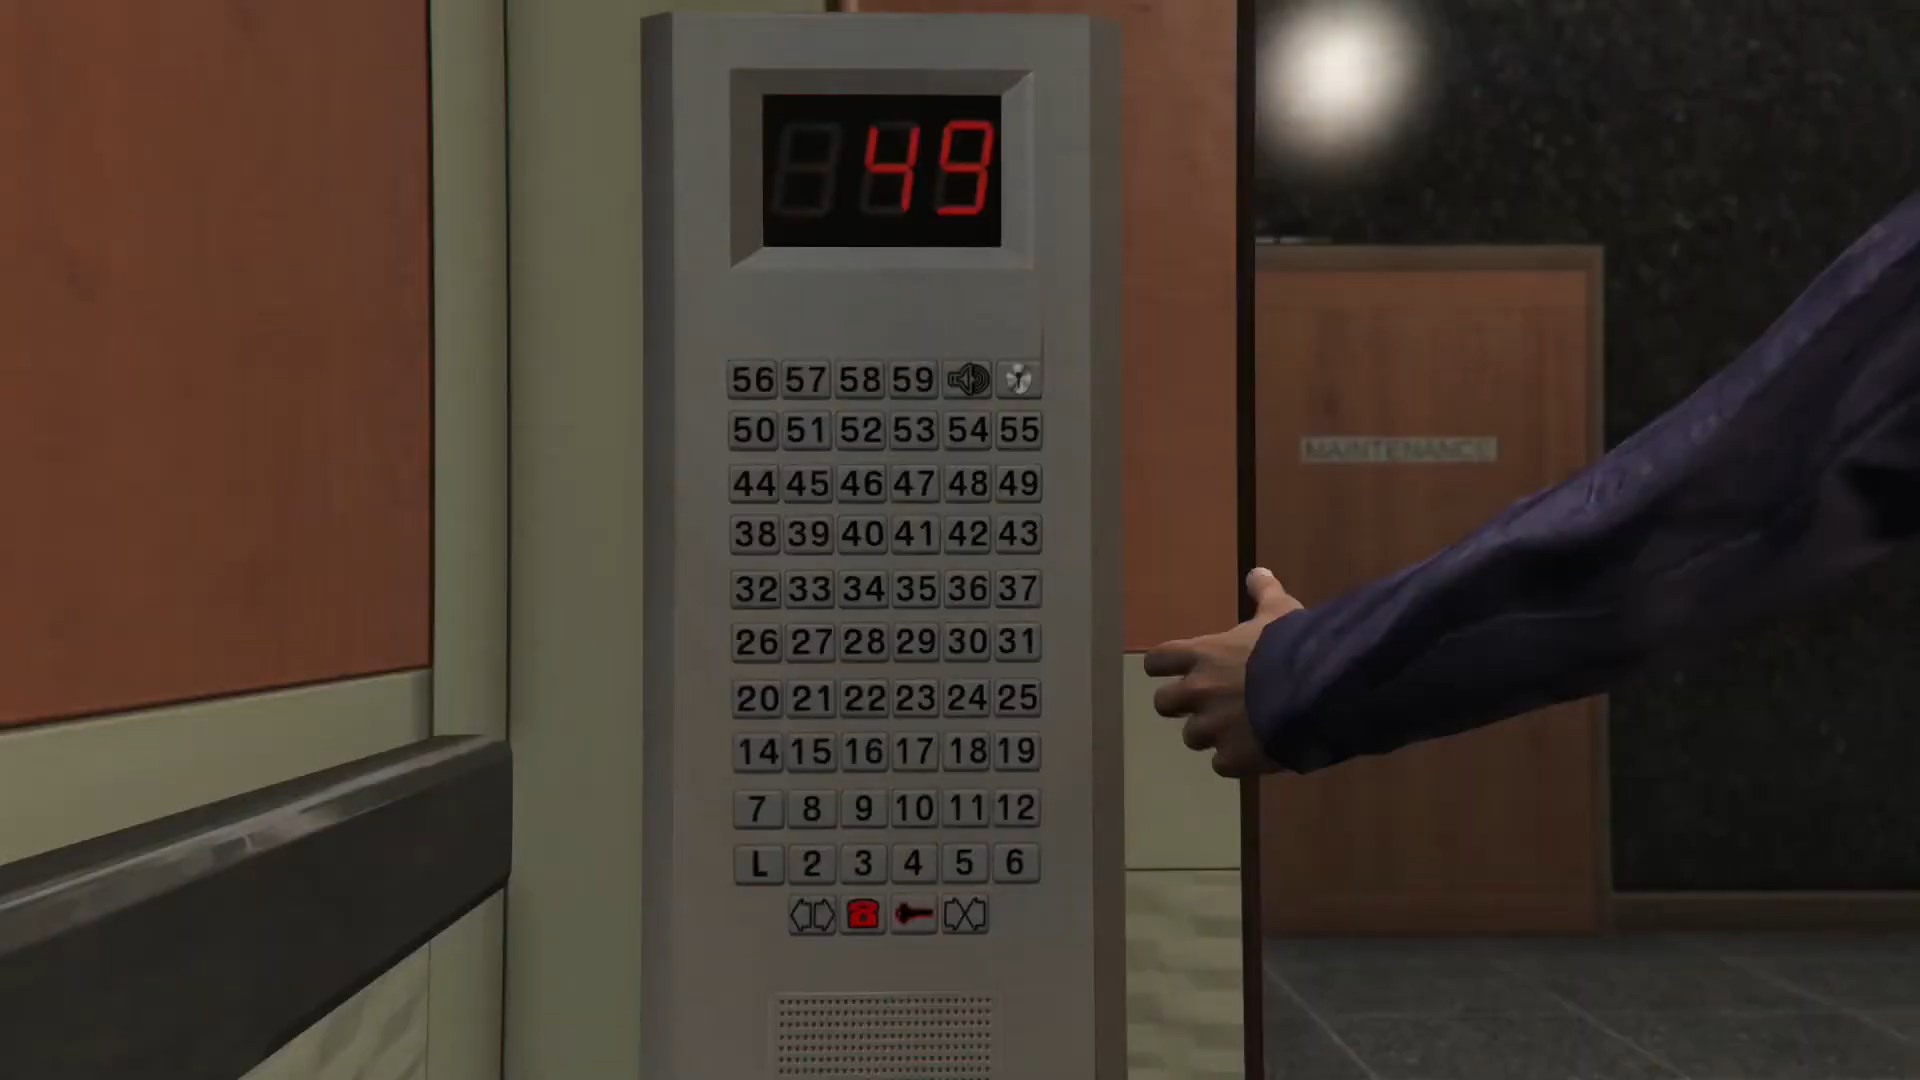 49
56 57 58 59
50 51 52 53 54 55
44 45 46 47 48 49
MAINTENANCE
38 39 40 41 42 43
32 33 34 35 36 37
26 27 28 29 30 31
20 21 22 23 24 25
14 15 16 17 18 19
7 8 9 10 11 12
L 2 3 4 5 6